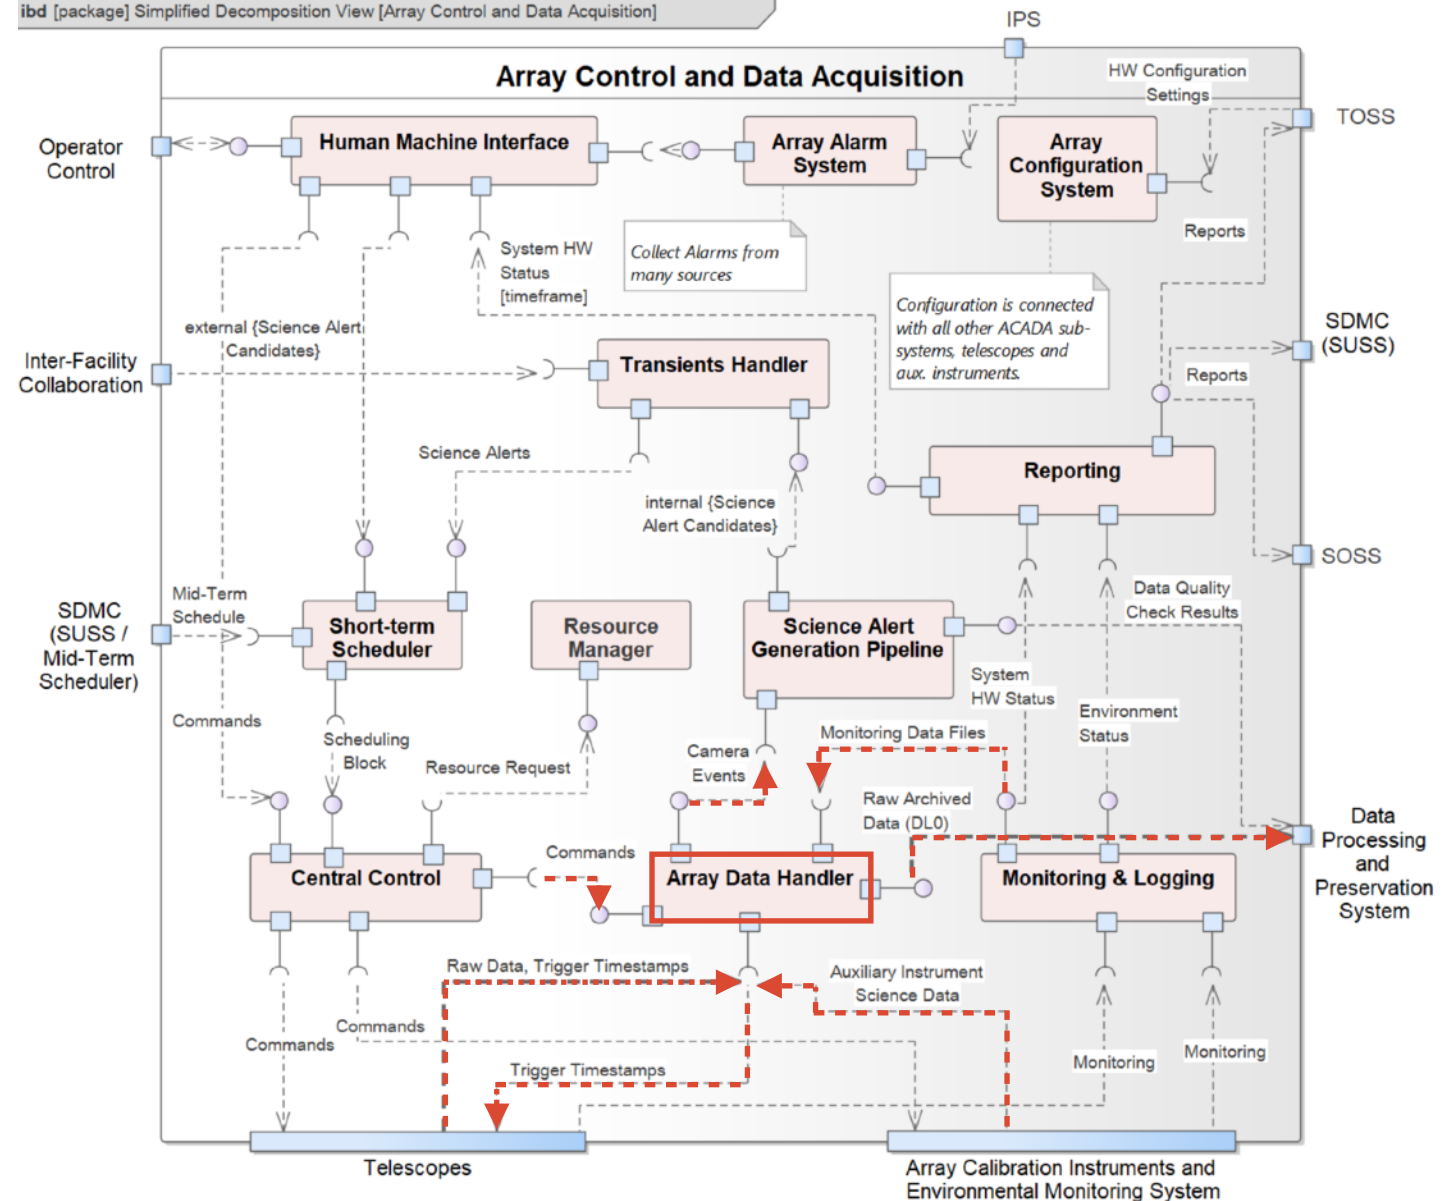 ibd [package] Simplified Decomposition View [Array Control and Data Acquisition]
IPS
Array Control and Data Acquisition
HW Configuration
Settings
TOSS
Operator
Control
Human Machine Interface
Array Alarm
System
Array
Configuration
System
Reports
System HW
Status
[timeframe]
Collect Alarms from
many sources
Configuration is connected
with all other ACADA sub-
systems, telescopes and
aux. instruments.
SDMC
(SUSS)
external {Science Alert
Candidates}
Inter-Facility
Collaboration
Transients Handler
Reports
Science Alerts
Reporting
internal {Science
Alert Candidates}
SOSS
Data Quality
Check Results
SDMC
(SUSS /
Mid-Term
Scheduler)
Mid-Term
Schedule
Short-term
Scheduler
Resource
Manager
Science Alert
Generation Pipeline
System
HW Status
Environment
Status
Commands
Scheduling
Block
Resource Request
Camera
Events
Monitoring Data Files
Raw Archived
Data (DL0)
Data
Processing
and
Preservation
System
Commands
Central Control
Array Data Handler
Monitoring & Logging
Raw Data, Trigger Timestamps
Auxiliary Instrument
Science Data
Commands
Commands
Trigger Timestamps
Monitoring
Monitoring
Telescopes
Array Calibration Instruments and
Environmental Monitoring System